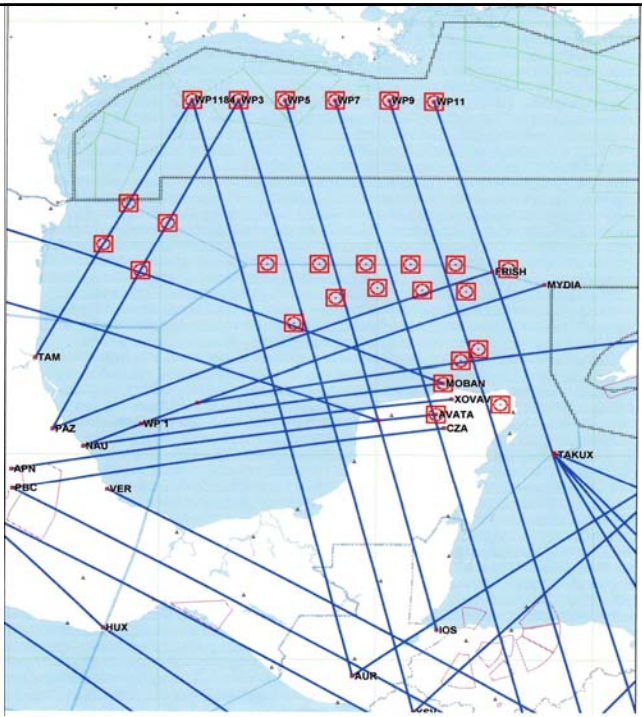 WP1184 WP3 WP5 WP7 WP9 WP11
FRISH
MYDIA
TAM
MOBAN
XOVAV
AVATA
PAZ
WP 1
CZA
NAU
TAKUX
APN
PBC
VER
HUX
IOS
AUR